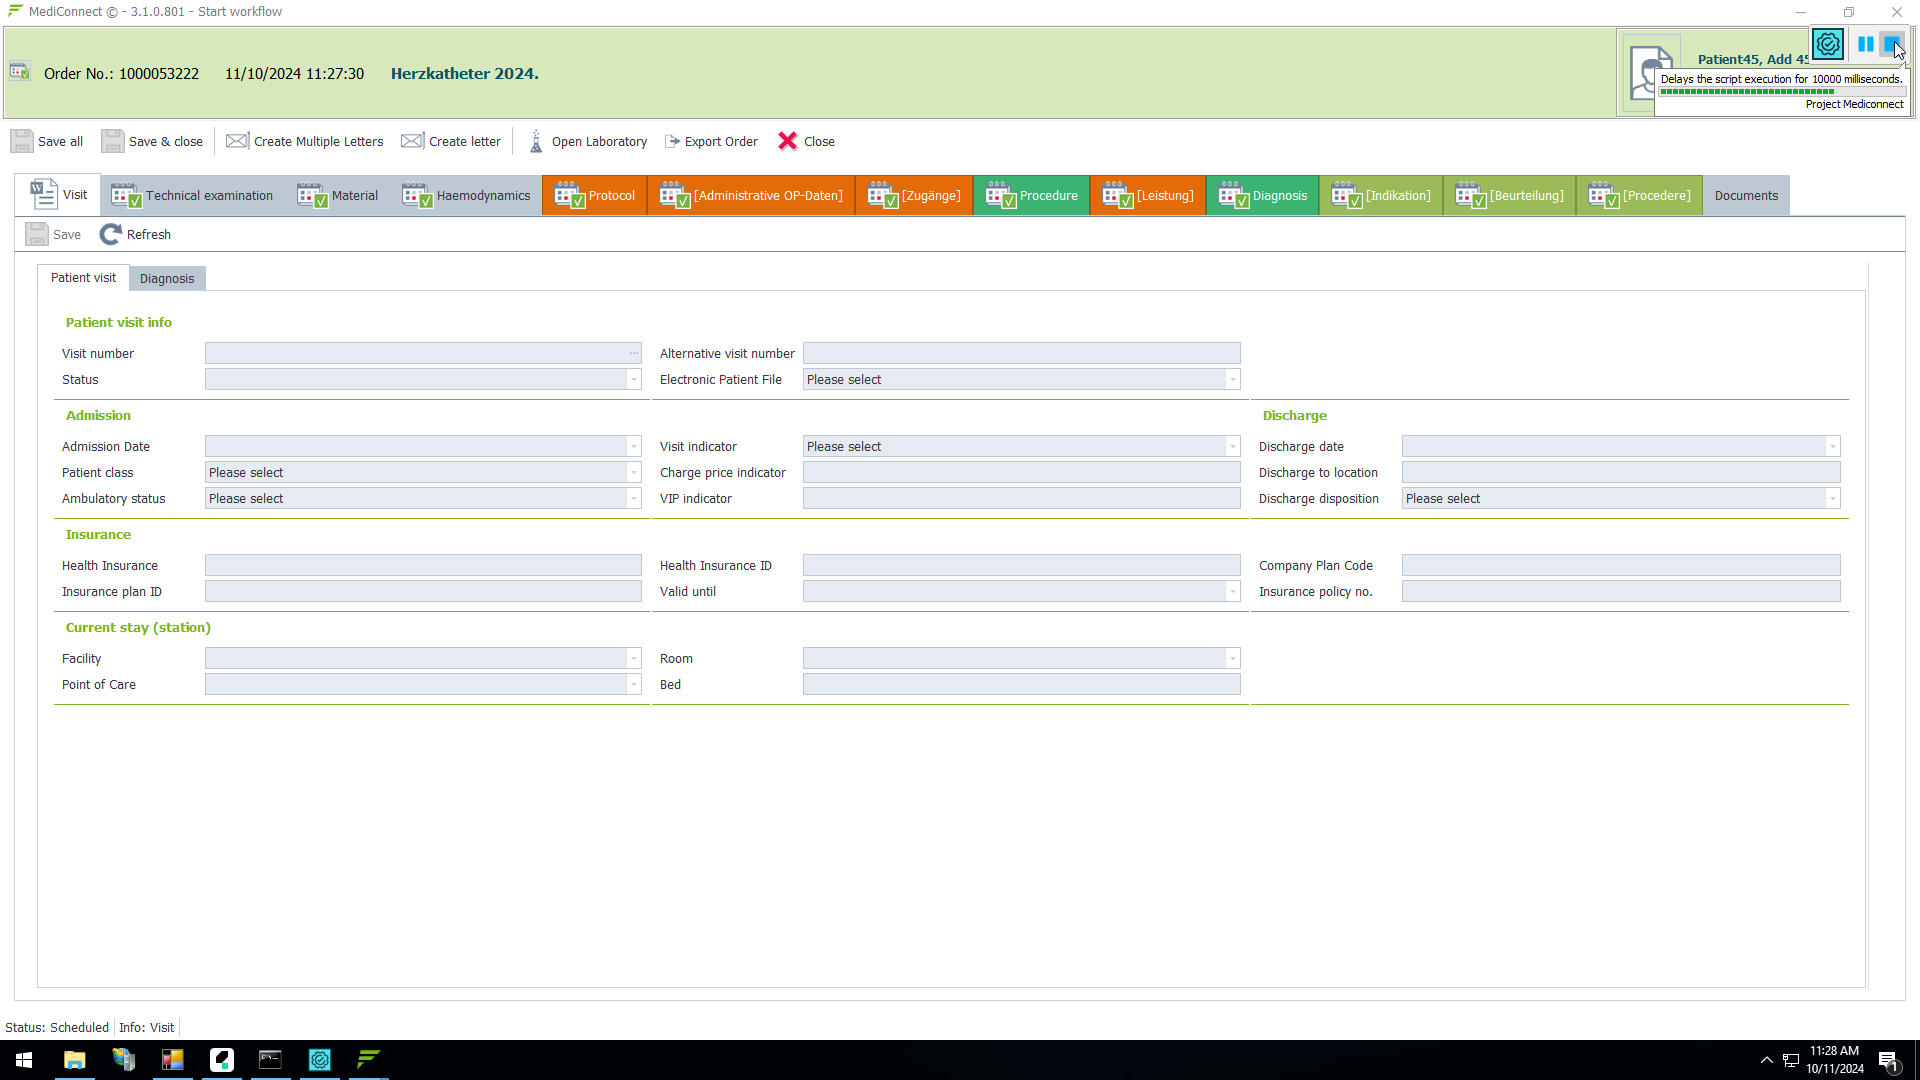 MediConnect © - 3.1.0.801 - Start workflow
Order No.: 1000053222 11/10/2024 11:27:30 Herzkatheter 2024.
Patient45, Add 45
Delays the script execution for 10000 milliseconds.
Project Mediconnect
Save all Save & close Create Multiple Letters Create letter Open Laboratory Export Order Close
Visit Technical examination Material Haemodynamics Protocol [Administrative OP-Daten] [Zugänge] Procedure [Leistung] Diagnosis [Indikation] [Beurteilung] [Procedere] Documents
Save Refresh
Patient visit Diagnosis
Patient visit info
Visit number Alternative visit number
Status Electronic Patient File Please select
Admission Discharge
Admission Date Visit indicator Please select Discharge date
Patient class Please select Charge price indicator Discharge to location
Ambulatory status Please select VIP indicator Discharge disposition Please select
Insurance
Health Insurance Health Insurance ID Company Plan Code
Insurance plan ID Valid until Insurance policy no.
Current stay (station)
Facility Room
Point of Care Bed
Status: Scheduled Info: Visit
11:28 AM
10/11/2024
1